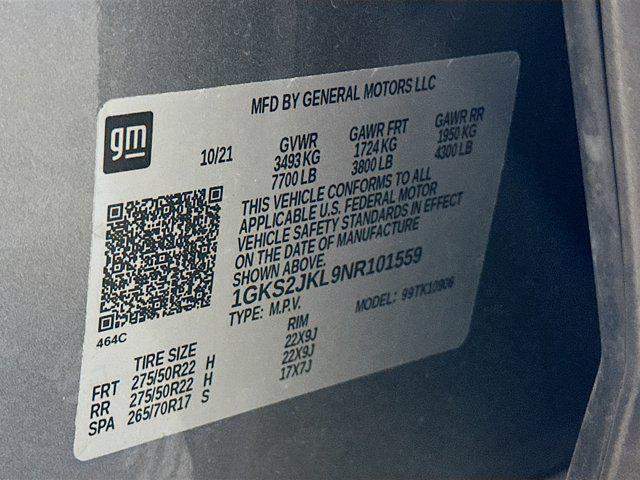 MFD BY GENERAL MOTORS LLC
gm
10/21 GVWR GAWR FRT GAWR RR
3493 KG 1724 KG 1950 KG
7700 LB 3800 LB 4300 LB
THIS VEHICLE CONFORMS TO ALL
APPLICABLE U.S. FEDERAL MOTOR
VEHICLE SAFETY STANDARDS IN EFFECT
ON THE DATE OF MANUFACTURE
SHOWN ABOVE.
1GKS2JKL9NR101559
TYPE: M.P.V. MODEL: 99TK10906
464C
TIRE SIZE RIM
FRT 275/50R22 H 22X9J
RR 275/50R22 H 22X9J
SPA 265/70R17 S 17X7J